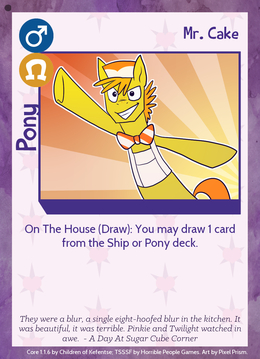 Mr. Cake
Pony
On The House (Draw): You may draw 1 card
from the Ship or Pony deck.
They were a blur, a single eight-hoofed blur in the kitchen. It
was beautiful, it was terrible. Pinkie and Twilight watched in
awe. - A Day At Sugar Cube Corner
Core 1.1.6 by Children of Kefentse; TSSSF by Horrible People Games. Art by Pixel Prism.